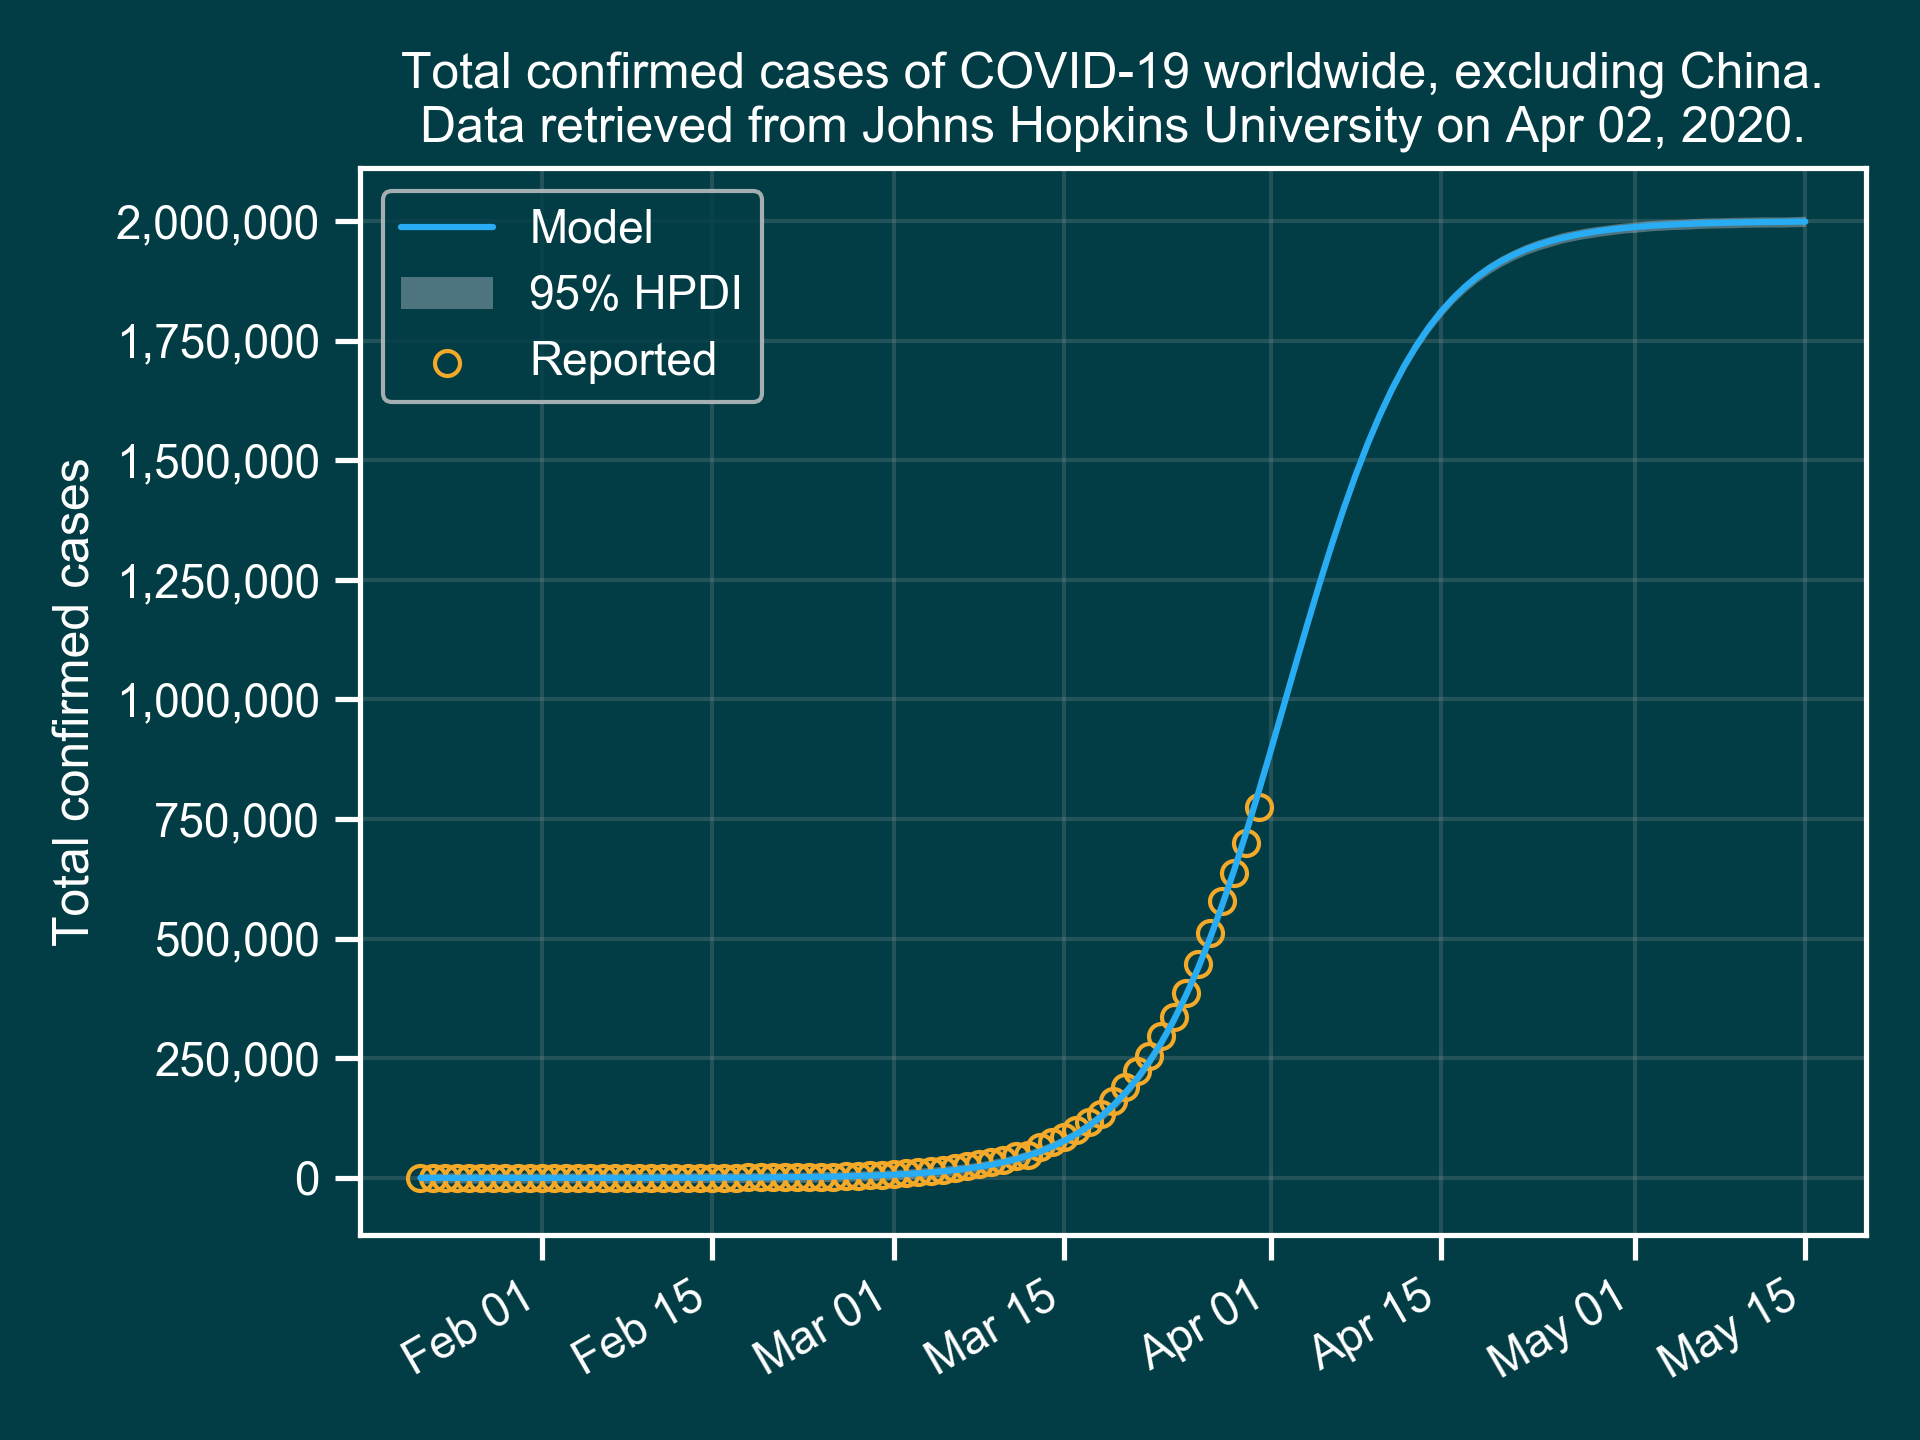 Total confirmed cases of COVID-19 worldwide, excluding China.
Data retrieved from Johns Hopkins University on Apr 02, 2020.
Model
95% HPDI
Reported
Total confirmed cases
2,000,000
1,750,000
1,500,000
1,250,000
1,000,000
750,000
500,000
250,000
0
Feb 01
Feb 15
Mar 01
Mar 15
Apr 01
Apr 15
May 01
May 15